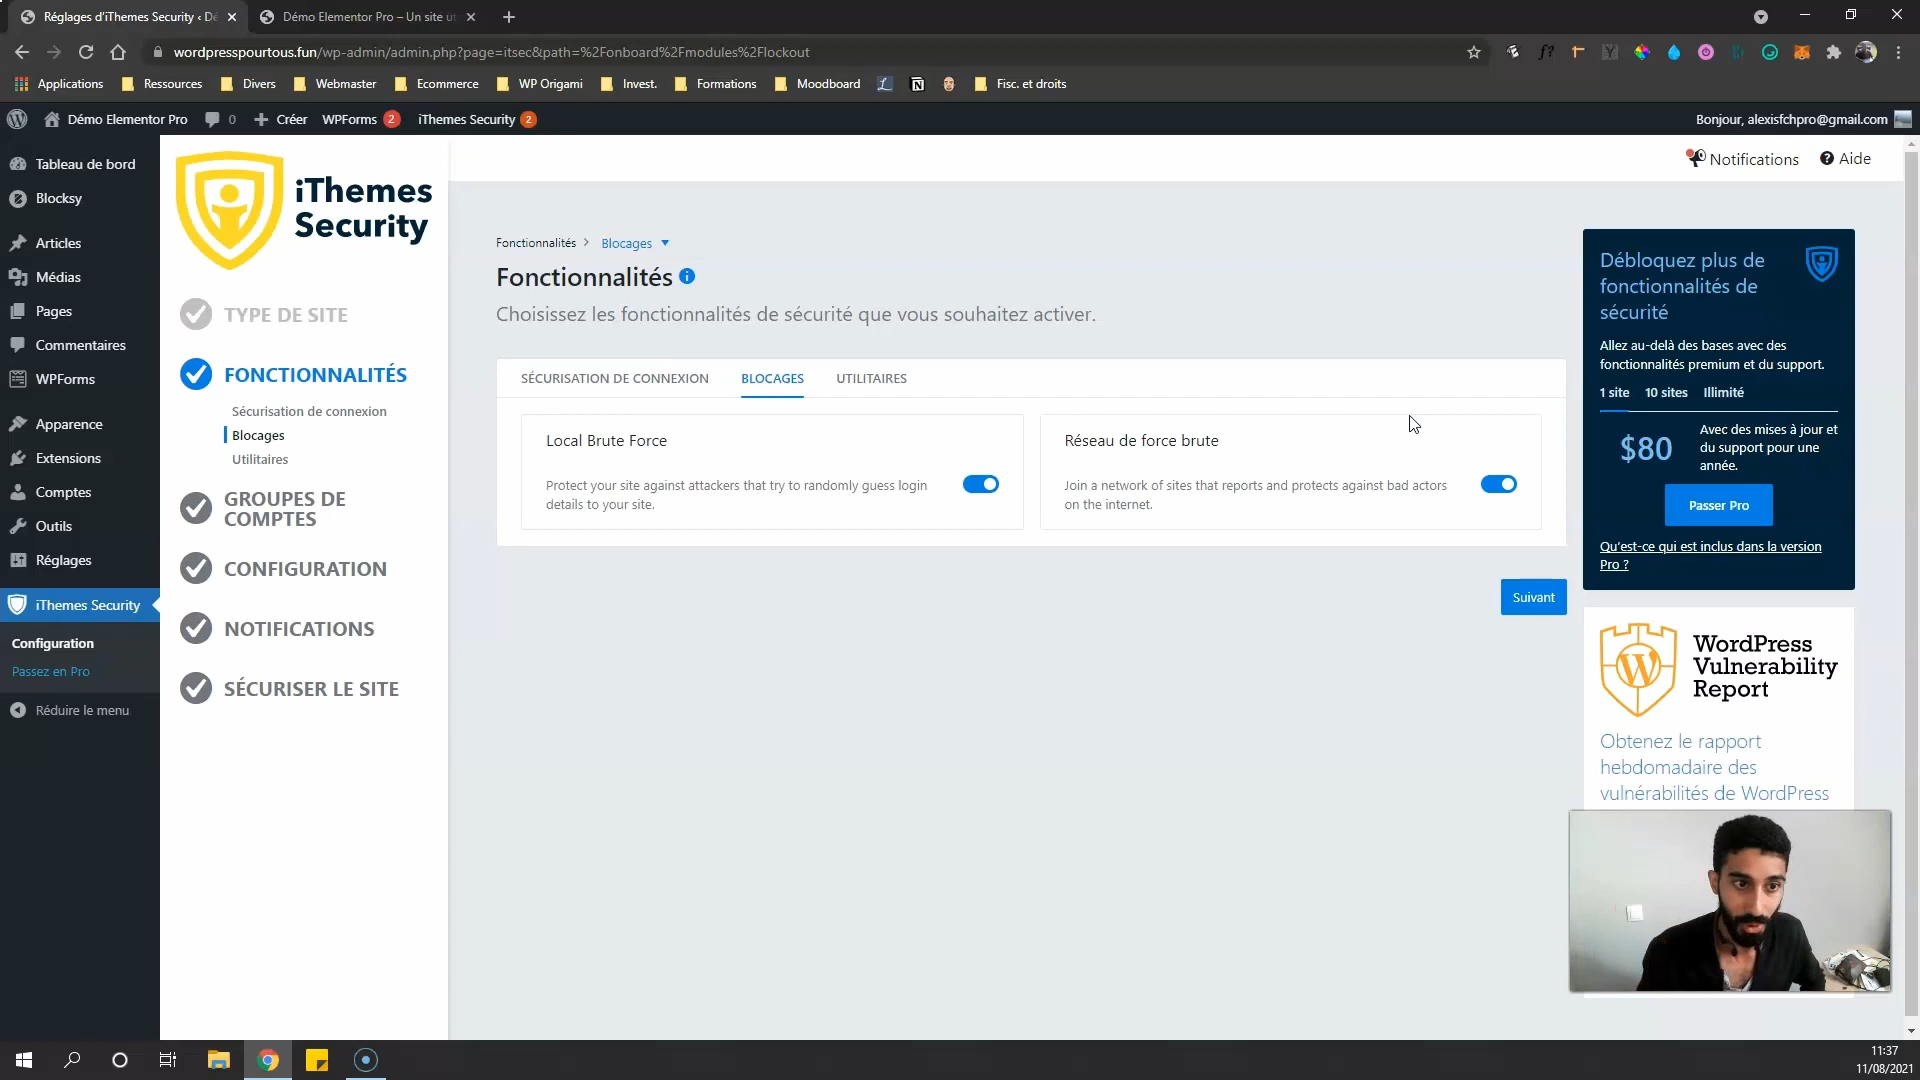 Réglages d'iThemes Security ‹ Dé
Démo Elementor Pro – Un site ut
wordpresspourtous.fun/wp-admin/admin.php?page=itsec&path=%2Fonboard%2Fmodules%2Flockout
Applications
Ressources
Divers
Webmaster
Ecommerce
WP Origami
Invest.
Formations
Moodboard
Fisc. et droits
Démo Elementor Pro
0
Créer
WPForms 2
iThemes Security 2
Bonjour, alexisfchpro@gmail.com
Tableau de bord
Blocksy
Articles
Médias
Pages
Commentaires
WPForms
Apparence
Extensions
Comptes
Outils
Réglages
iThemes Security
Configuration
Passez en Pro
Réduire le menu
iThemes
Security
TYPE DE SITE
FONCTIONNALITÉS
Sécurisation de connexion
Blocages
Utilitaires
GROUPES DE
COMPTES
CONFIGURATION
NOTIFICATIONS
SÉCURISER LE SITE
Notifications
Aide
Fonctionnalités > Blocages
Fonctionnalités
Choisissez les fonctionnalités de sécurité que vous souhaitez activer.
SÉCURISATION DE CONNEXION
BLOCAGES
UTILITAIRES
Local Brute Force
Protect your site against attackers that try to randomly guess login
details to your site.
Réseau de force brute
Join a network of sites that reports and protects against bad actors
on the internet.
Suivant
Débloquez plus de
fonctionnalités de
sécurité
Allez au-delà des bases avec des
fonctionnalités premium et du support.
1 site
10 sites
Illimité
$80
Avec des mises à jour et
du support pour une
année.
Passer Pro
Qu'est-ce qui est inclus dans la version
Pro ?
WordPress
Vulnerability
Report
Obtenez le rapport
hebdomadaire des
vulnérabilités de WordPress
11:37
11/08/2021